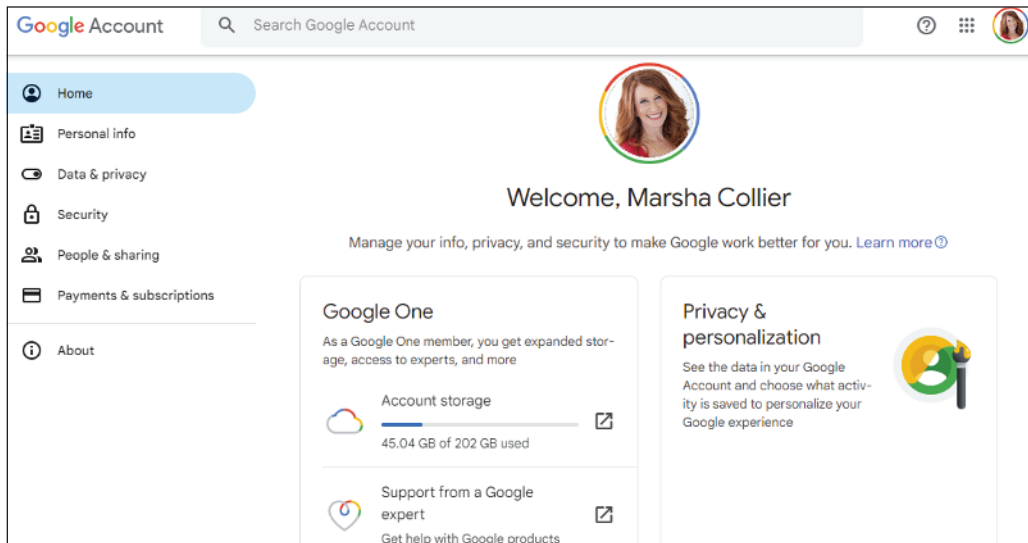 Google Account
Search Google Account
Home
Personal info
Data & privacy
Security
People & sharing
Payments & subscriptions
About
Welcome, Marsha Collier
Manage your info, privacy, and security to make Google work better for you. Learn more
Google One
As a Google One member, you get expanded stor-
age, access to experts, and more
Account storage
45.04 GB of 202 GB used
Support from a Google
expert
Get help with Google products
Privacy &
personalization
See the data in your Google
Account and choose what activ-
ity is saved to personalize your
Google experience